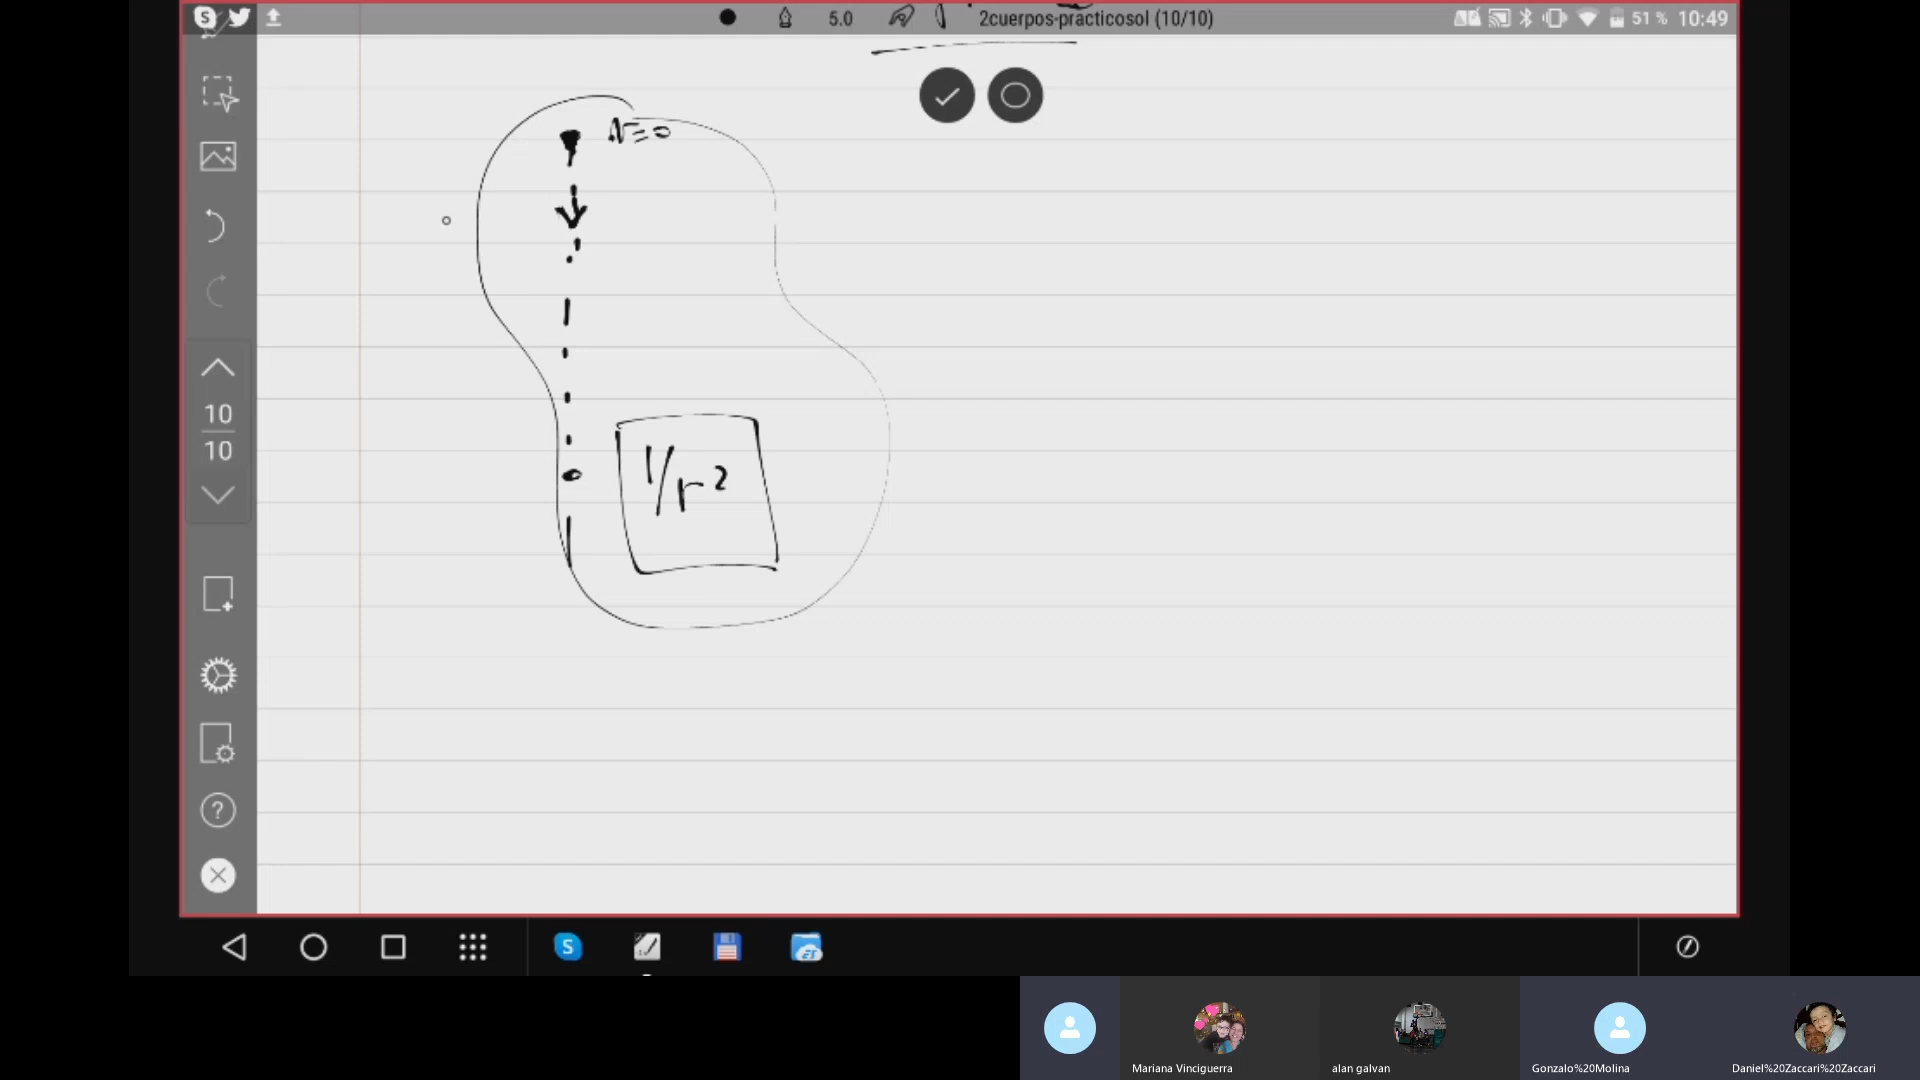 5.0 2cuerpos-practicosol (10/10) 51 % 10:49
N=0
10
10
1/r²
?
S
ET
Mariana Vinciguerra alan galvan Gonzalo%20Molina Daniel%20Zaccari%20Zaccari